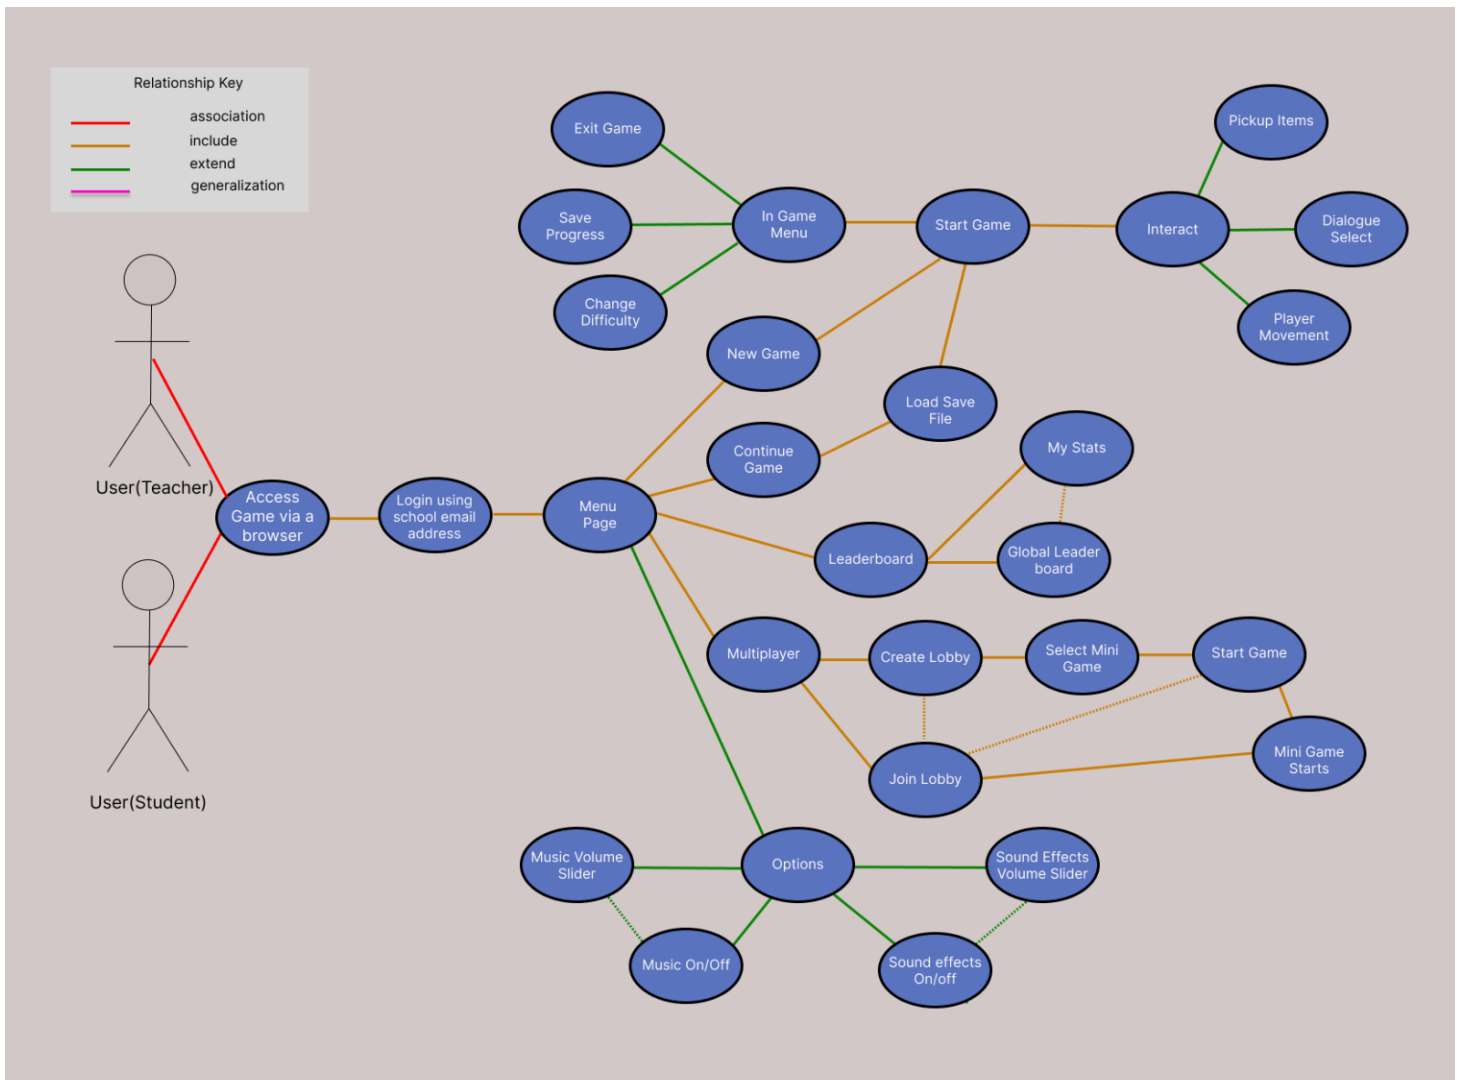 Relationship Key
association
include
extend
generalization
Exit Game
Save
Progress
Change
Difficulty
In Game
Menu
Start Game
Interact
Pickup Items
Dialogue
Select
Player
Movement
New Game
Load Save
File
Continue
Game
My Stats
User(Teacher)
Access
Game via a
browser
Login using
school email
address
Menu
Page
Leaderboard
Global Leader
board
Multiplayer
Create Lobby
Select Mini
Game
Start Game
Join Lobby
Mini Game
Starts
User(Student)
Music Volume
Slider
Options
Sound Effects
Volume Slider
Music On/Off
Sound effects
On/off